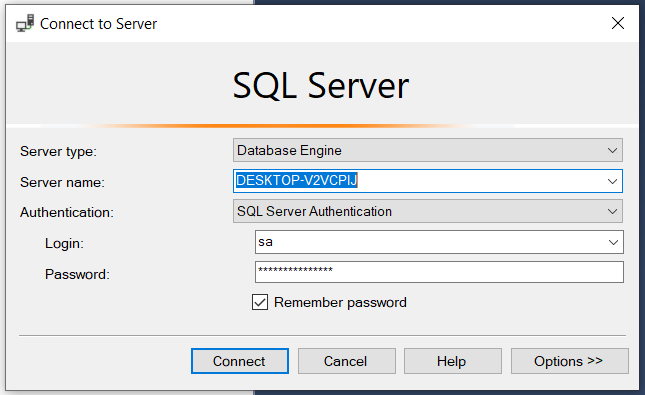 Connect to Server
SQL Server
Server type: Database Engine
Server name: DESKTOP-V2VCPIJ
Authentication: SQL Server Authentication
Login: sa
Password: ***************
Remember password
Connect Cancel Help Options >>